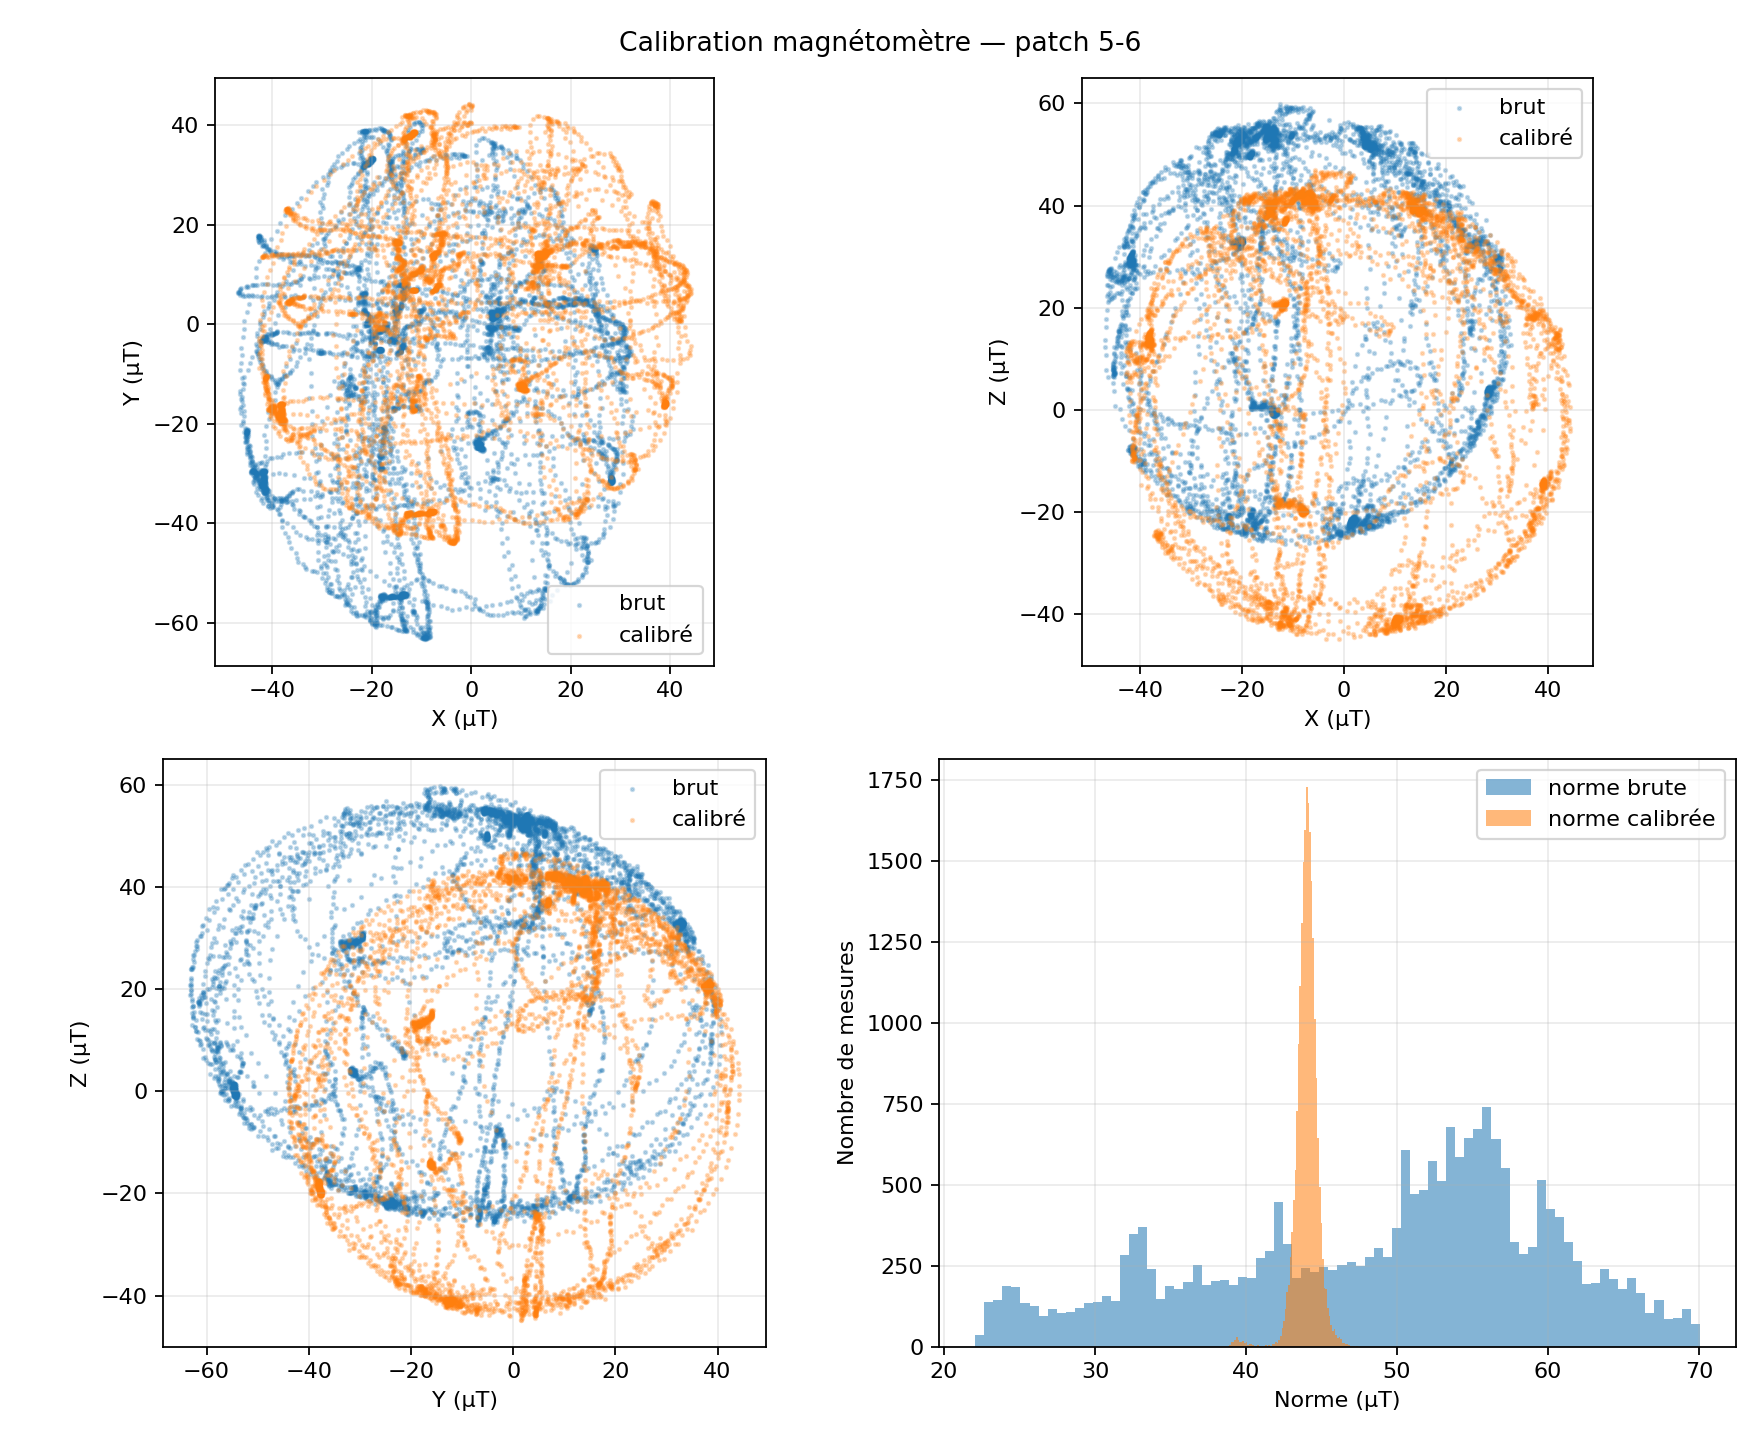 Calibration magnétomètre — patch 5-6
40
20
0
−20
−40
−60
Y (µT)
−40
−20
0
20
40
X (µT)
brut
calibré
60
40
20
0
−20
−40
Z (µT)
−40
−20
0
20
40
X (µT)
brut
calibré
60
40
20
0
−20
−40
Z (µT)
−60
−40
−20
0
20
40
Y (µT)
brut
calibré
1750
1500
1250
1000
750
500
250
0
Nombre de mesures
20
30
40
50
60
70
Norme (µT)
norme brute
norme calibrée